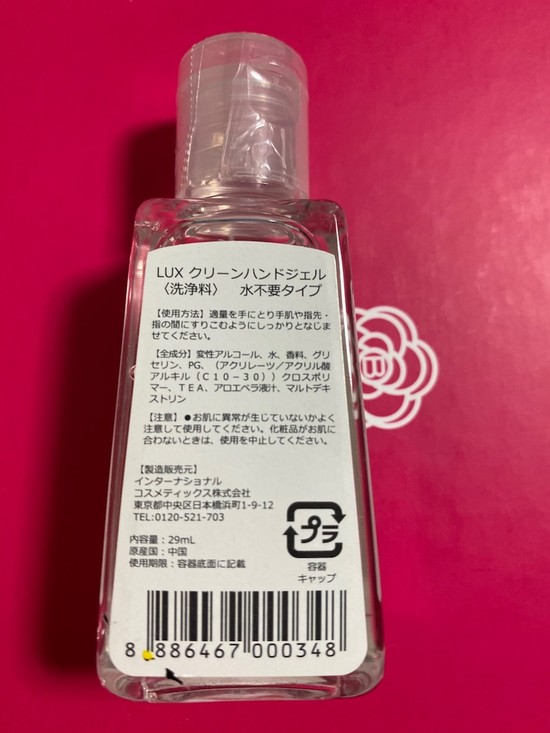 LUX クリーンハンドジェル
〈洗浄料〉 水不要タイプ
【使用方法】適量を手にとり手肌や指先・
指の間にすりこむようにしっかりとなじま
せてください。
【全成分】変性アルコール、水、香料、グリ
セリン、PG、（アクリレーツ／アクリル酸
アルキル（Ｃ１０－３０））クロスポリ
マー、ＴＥＡ、アロエベラ液汁、マルトデキ
ストリン
【注意】●お肌に異常が生じていないかよく
注意して使用してください。化粧品がお肌に
合わないときは、使用を中止してください。
【製造販売元】
インターナショナル
コスメティックス株式会社
東京都中央区日本橋浜町1-9-12
TEL:0120-521-703
内容量：29mL
原産国：中国
使用期限：容器底面に記載
プラ
容器
キャップ
8 886467 000348